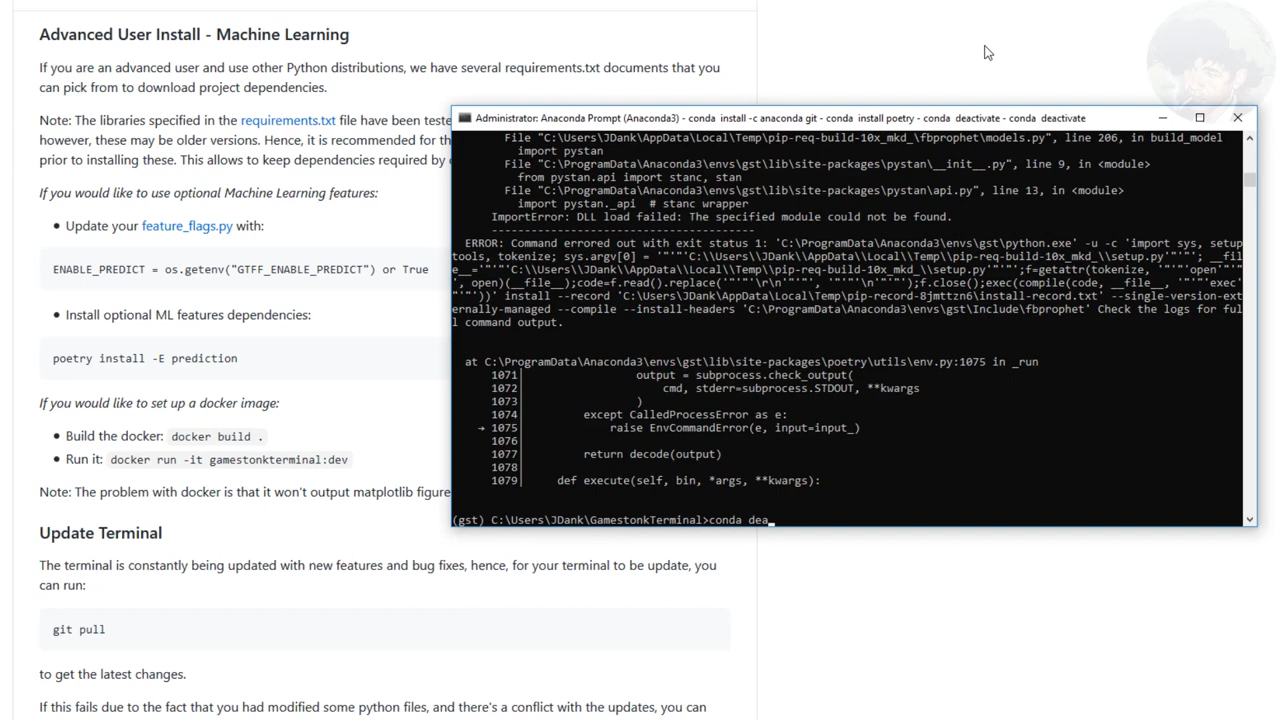 Advanced User Install - Machine Learning
If you are an advanced user and use other Python distributions, we have several requirements.txt documents that you
can pick from to download project dependencies.
Note: The libraries specified in the requirements.txt file have been teste
however, these may be older versions. Hence, it is recommended for th
prior to installing these. This allows to keep dependencies required by
If you would like to use optional Machine Learning features:
Update your feature_flags.py with:
ENABLE_PREDICT = os.getenv("GTFF_ENABLE_PREDICT") or True
Install optional ML features dependencies:
poetry install -E prediction
If you would like to set up a docker image:
Build the docker: docker build .
Run it: docker run -it gamestonkterminal:dev
Note: The problem with docker is that it won't output matplotlib figure
Update Terminal
The terminal is constantly being updated with new features and bug fixes, hence, for your terminal to be update, you
can run:
git pull
to get the latest changes.
If this fails due to the fact that you had modified some python files, and there's a conflict with the updates, you can
Administrator: Anaconda Prompt (Anaconda3) - conda install -c anaconda git - conda install poetry - conda deactivate - conda deactivate
File "C:\Users\JDank\AppData\Local\Temp\pip-req-build-10x_mkd_\fbprophet\models.py", line 206, in build_model
import pystan
File "C:\ProgramData\Anaconda3\envs\gst\lib\site-packages\pystan\__init__.py", line 9, in <module>
from pystan.api import stanc, stan
File "C:\ProgramData\Anaconda3\envs\gst\lib\site-packages\pystan\api.py", line 13, in <module>
import pystan._api # stanc wrapper
ImportError: DLL load failed: The specified module could not be found.
----------------------------------------
ERROR: Command errored out with exit status 1: 'C:\ProgramData\Anaconda3\envs\gst\python.exe' -u -c 'import sys, setup
tools, tokenize; sys.argv[0] = '"'"'C:\\Users\\JDank\\AppData\\Local\\Temp\\pip-req-build-10x_mkd_\\setup.py'"'"'; __fil
e__='"'"'C:\\Users\\JDank\\AppData\\Local\\Temp\\pip-req-build-10x_mkd_\\setup.py'"'"';f=getattr(tokenize, '"'"'open'"'"
', open)(__file__);code=f.read().replace('"'"'\r\n'"'"', '"'"'\n'"'"');f.close();exec(compile(code, __file__, '"'"'exec'
"'"'))' install --record 'C:\Users\JDank\AppData\Local\Temp\pip-record-8jmttzn6\install-record.txt' --single-version-ext
ernally-managed --compile --install-headers 'C:\ProgramData\Anaconda3\envs\gst\Include\fbprophet' Check the logs for ful
l command output.
at C:\ProgramData\Anaconda3\envs\gst\lib\site-packages\poetry\utils\env.py:1075 in _run
1071| output = subprocess.check_output(
1072| cmd, stderr=subprocess.STDOUT, **kwargs
1073| )
1074| except CalledProcessError as e:
→ 1075| raise EnvCommandError(e, input=input_)
1076|
1077| return decode(output)
1078|
1079| def execute(self, bin, *args, **kwargs):
(gst) C:\Users\JDank\GamestonkTerminal>conda dea_